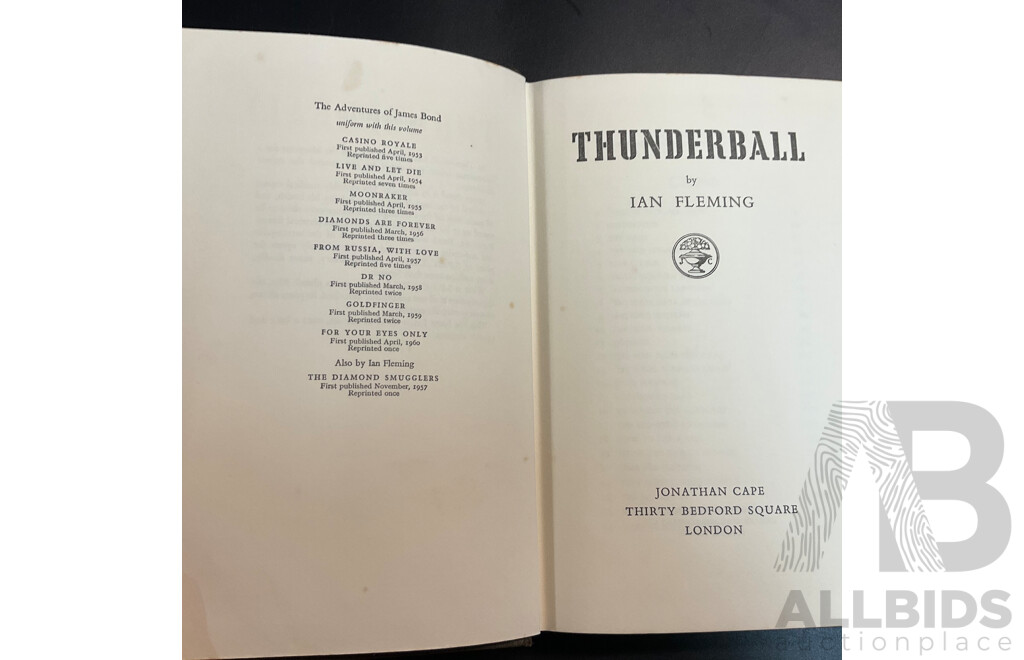 The Adventures of James Bond
uniform with this volume
CASINO ROYALE
First published April, 1953
Reprinted five times
LIVE AND LET DIE
First published April, 1954
Reprinted seven times
MOONRAKER
First published April, 1955
Reprinted three times
DIAMONDS ARE FOREVER
First published March, 1956
Reprinted three times
FROM RUSSIA, WITH LOVE
First published April, 1957
Reprinted five times
DR NO
First published March, 1958
Reprinted twice
GOLDFINGER
First published March, 1959
Reprinted twice
FOR YOUR EYES ONLY
First published April, 1960
Reprinted once
Also by Ian Fleming
THE DIAMOND SMUGGLERS
First published November, 1957
Reprinted once
THUNDERBALL
by
IAN FLEMING
J C
JONATHAN CAPE
THIRTY BEDFORD SQUARE
LONDON
AB
ALLBIDS
auctionplace